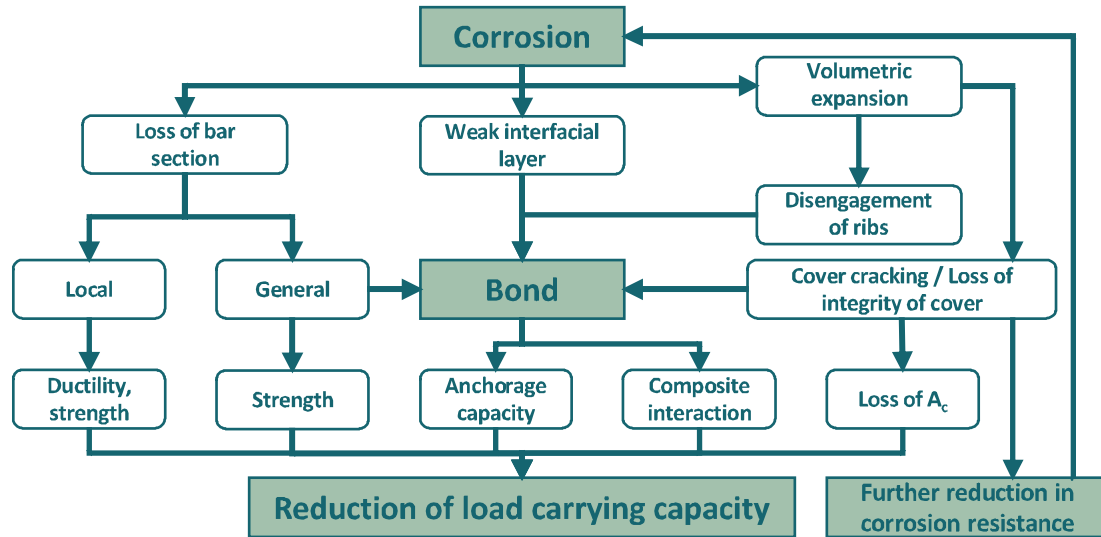 Corrosion
Volumetric
expansion
Loss of bar
section
Weak interfacial
layer
Disengagement
of ribs
Local
General
Bond
Cover cracking / Loss of
integrity of cover
Ductility,
strength
Strength
Anchorage
capacity
Composite
interaction
Loss of Ac
Reduction of load carrying capacity
Further reduction in
corrosion resistance